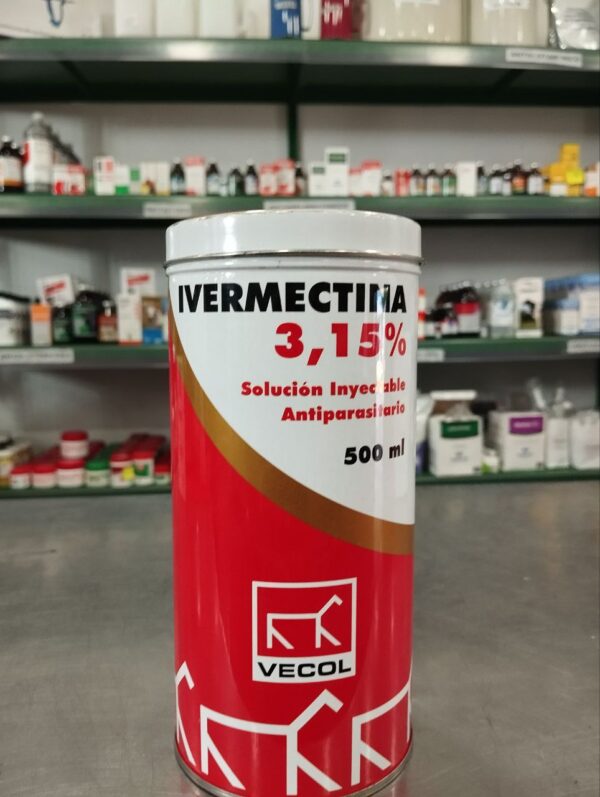 IVERMECTINA
3,15%
Solución Inyectable
Antiparasitario
500 ml
VECOL